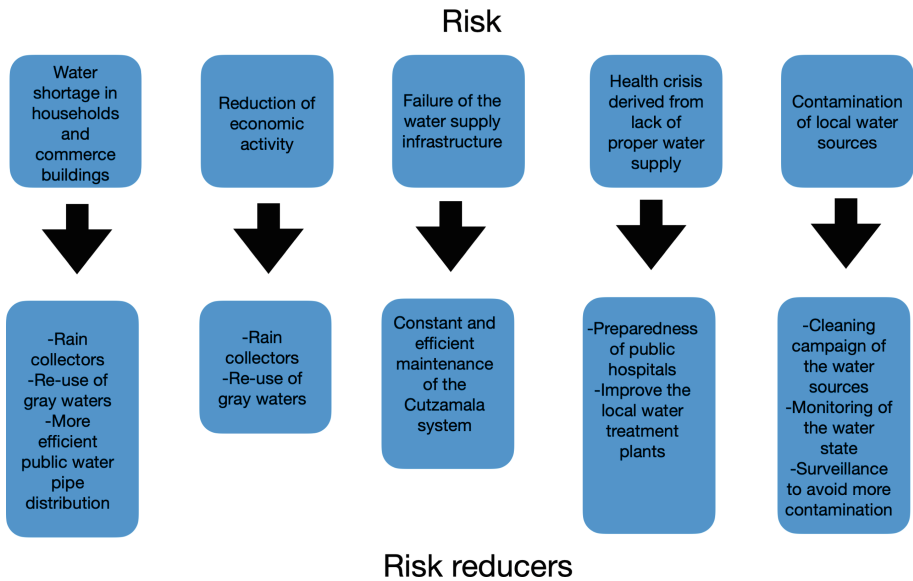 Risk
Water
shortage in
households
and
commerce
buildings
Reduction of
economic
activity
Failure of the
water supply
infrastructure
Health crisis
derived from
lack of
proper water
supply
Contamination
of local water
sources
-Rain
collectors
-Re-use of
gray waters
-More
efficient
public water
pipe
distribution
-Rain
collectors
-Re-use of
gray waters
Constant and
efficient
maintenance
of the
Cutzamala
system
-Preparedness
of public
hospitals
-Improve the
local water
treatment
plants
-Cleaning
campaign of
the water
sources
-Monitoring of
the water
state
-Surveillance
to avoid more
contamination
Risk reducers